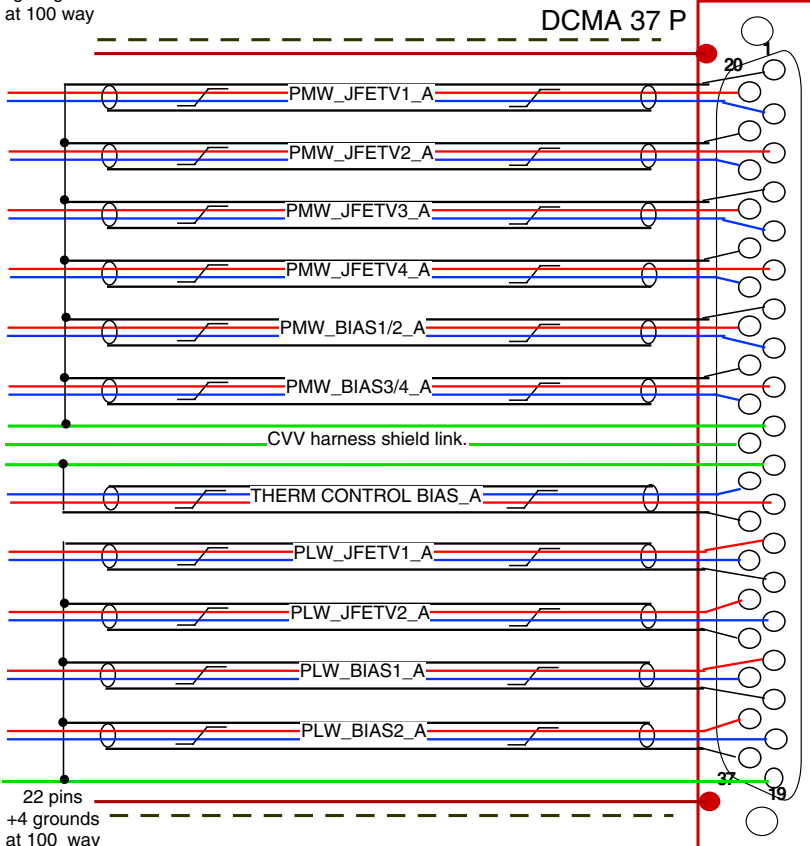 at 100 way
DCMA 37 P
1
20
PMW_JFETV1_A
PMW_JFETV2_A
PMW_JFETV3_A
PMW_JFETV4_A
PMW_BIAS1/2_A
PMW_BIAS3/4_A
CVV harness shield link.
THERM CONTROL BIAS_A
PLW_JFETV1_A
PLW_JFETV2_A
PLW_BIAS1_A
PLW_BIAS2_A
37
19
22 pins
+4 grounds
at 100 way